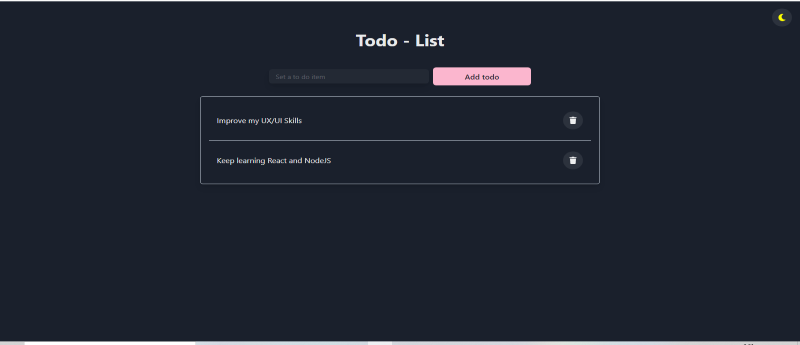 Todo - List
Set a to do item
Add todo
Improve my UX/UI Skills
Keep learning React and NodeJS